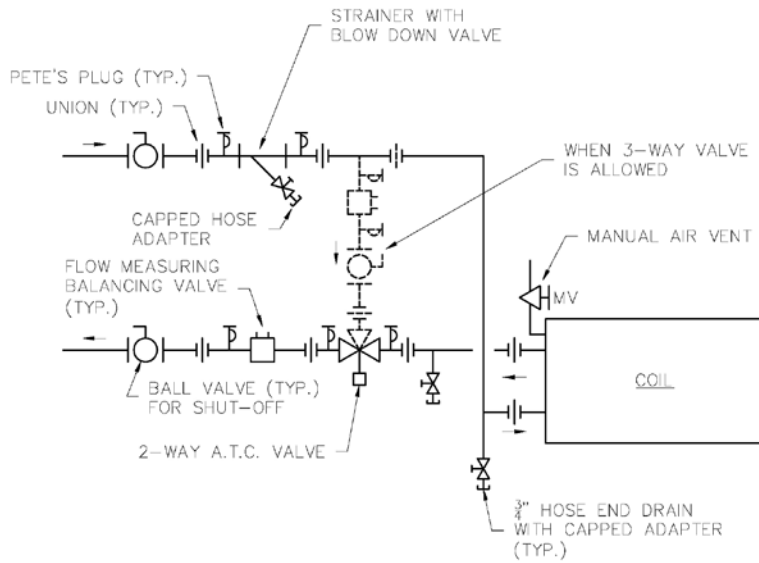 STRAINER WITH
BLOW DOWN VALVE
PETE'S PLUG (TYP.)
UNION (TYP.)
WHEN 3-WAY VALVE
IS ALLOWED
CAPPED HOSE
ADAPTER
MANUAL AIR VENT
FLOW MEASURING
BALANCING VALVE
(TYP.)
MV
COIL
BALL VALVE (TYP.)
FOR SHUT-OFF
2-WAY A.T.C. VALVE
3/4" HOSE END DRAIN
WITH CAPPED ADAPTER
(TYP.)